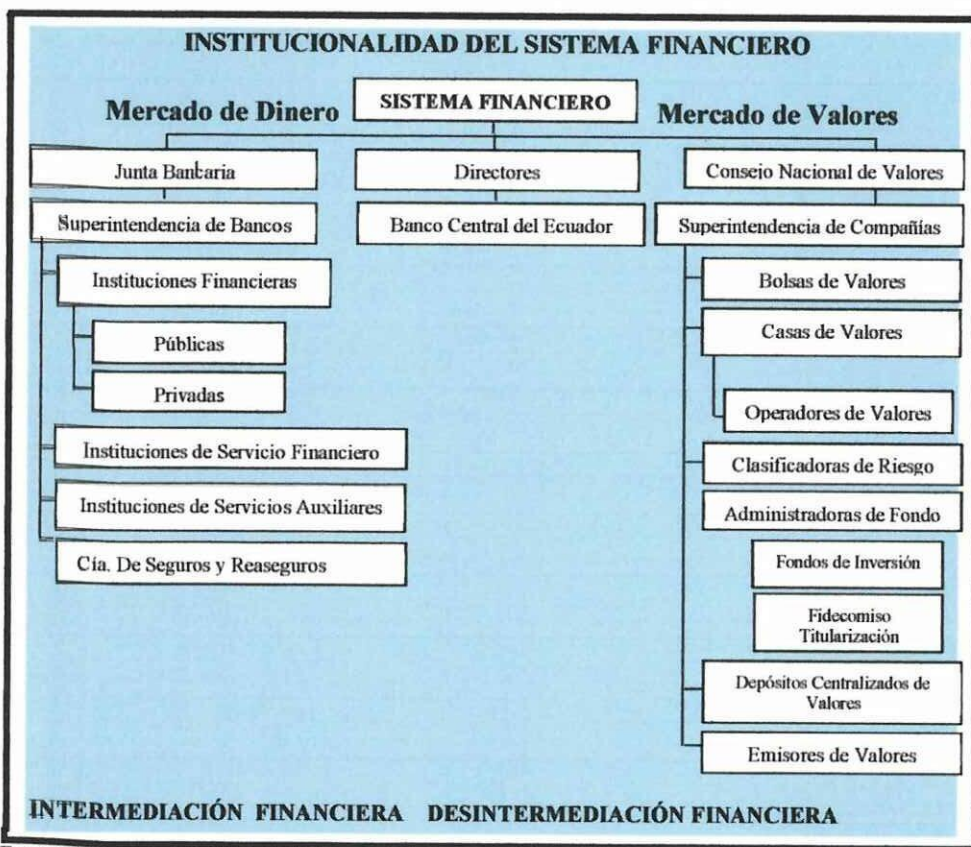 INSTITUCIONALIDAD DEL SISTEMA FINANCIERO
Mercado de Dinero
SISTEMA FINANCIERO
Mercado de Valores
Junta Bancaria
Directores
Consejo Nacional de Valores
Superintendencia de Bancos
Banco Central del Ecuador
Superintendencia de Compañías
Instituciones Financieras
Públicas
Privadas
Instituciones de Servicio Financiero
Instituciones de Servicios Auxiliares
Cía. De Seguros y Reaseguros
Bolsas de Valores
Casas de Valores
Operadores de Valores
Clasificadoras de Riesgo
Administradoras de Fondo
Fondos de Inversión
Fidecomiso
Titularización
Depósitos Centralizados de
Valores
Emisores de Valores
INTERMEDIACIÓN FINANCIERA DESINTERMEDIACIÓN FINANCIERA